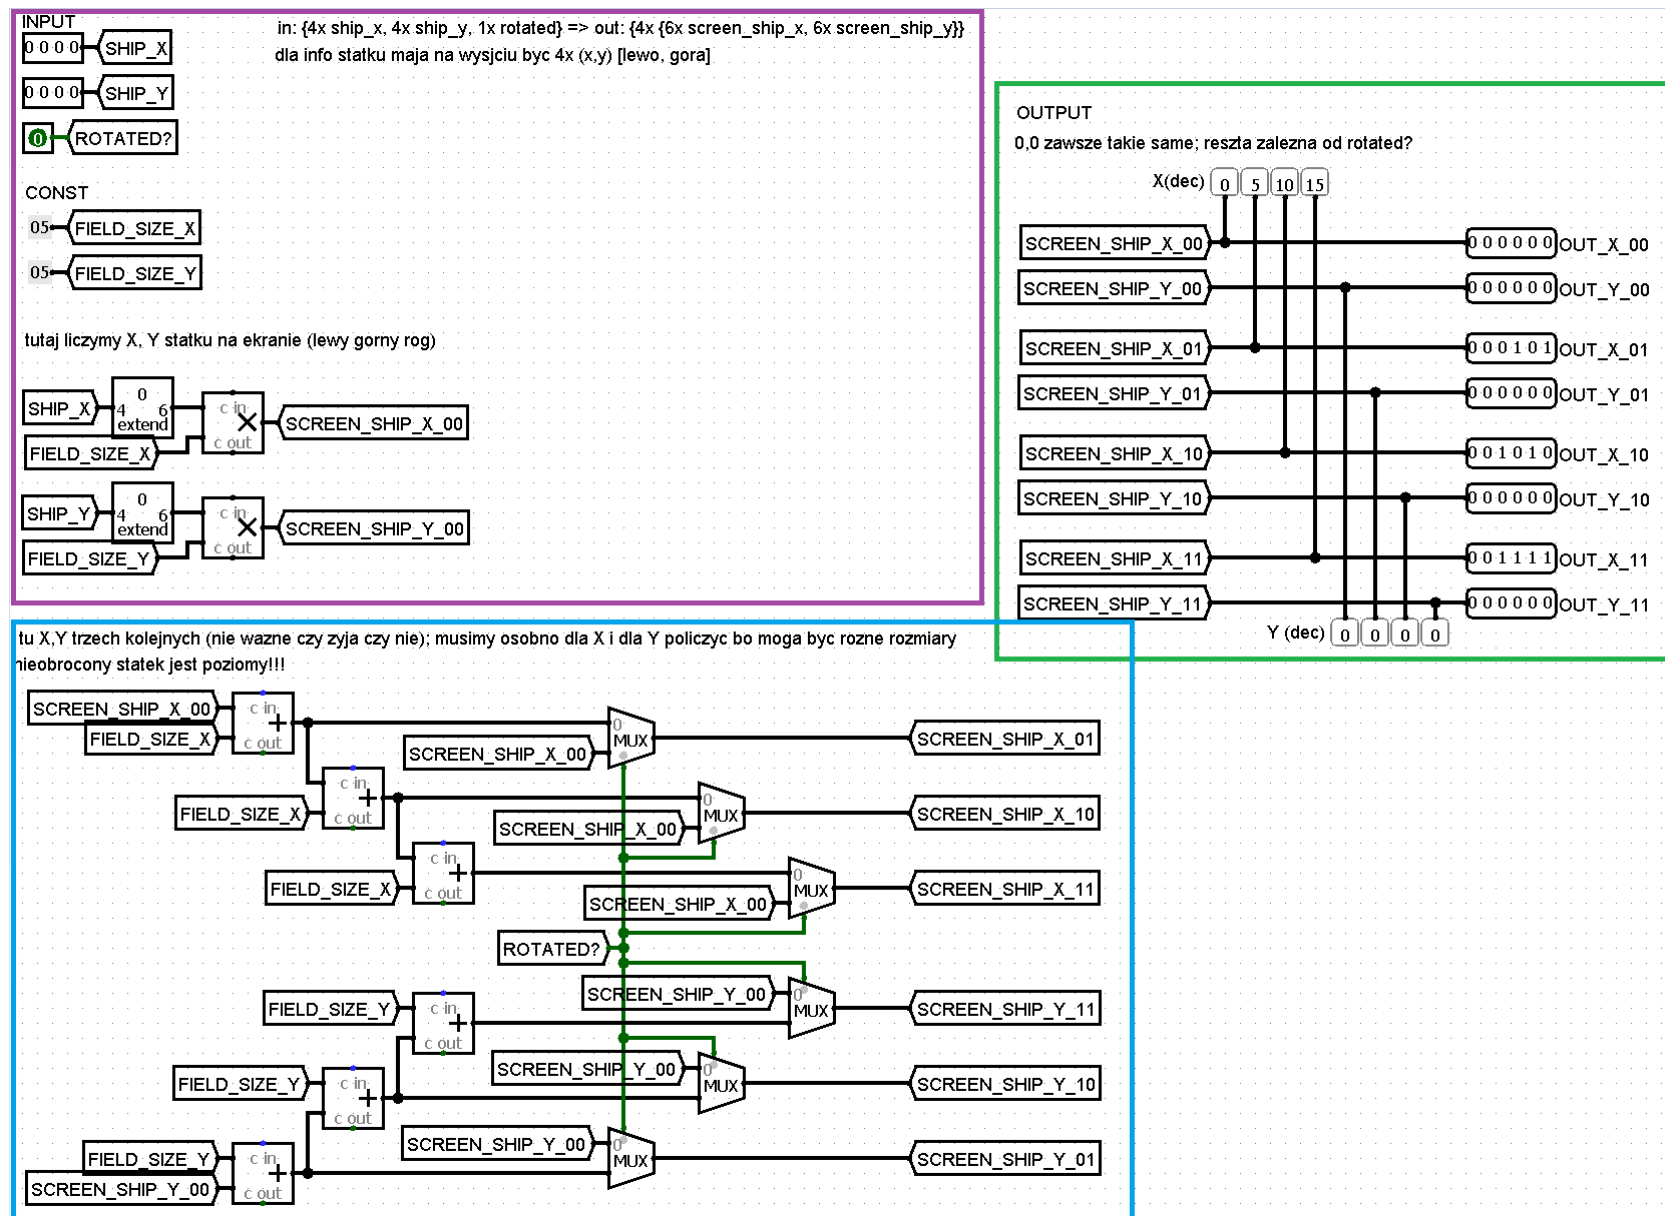 INPUT
in: {4x ship_x, 4x ship_y, 1x rotated} => out: {4x {6x screen_ship_x, 6x screen_ship_y}}
0 0 0 0 SHIP_X
dla info statku maja na wysjciu byc 4x (x,y) [lewo, gora]
0 0 0 0 SHIP_Y
0 ROTATED?
CONST
05 FIELD_SIZE_X
05 FIELD_SIZE_Y
tutaj liczymy X, Y statku na ekranie (lewy gorny rog)
SHIP_X
0
4 6
extend
FIELD_SIZE_X
c in
×
c out
SCREEN_SHIP_X_00
SHIP_Y
0
4 6
extend
FIELD_SIZE_Y
c in
×
c out
SCREEN_SHIP_Y_00
OUTPUT
0,0 zawsze takie same; reszta zalezna od rotated?
X(dec) 0 5 10 15
SCREEN_SHIP_X_00 0 0 0 0 0 0 OUT_X_00
SCREEN_SHIP_Y_00 0 0 0 0 0 0 OUT_Y_00
SCREEN_SHIP_X_01 0 0 0 1 0 1 OUT_X_01
SCREEN_SHIP_Y_01 0 0 0 0 0 0 OUT_Y_01
SCREEN_SHIP_X_10 0 0 1 0 1 0 OUT_X_10
SCREEN_SHIP_Y_10 0 0 0 0 0 0 OUT_Y_10
SCREEN_SHIP_X_11 0 0 1 1 1 1 OUT_X_11
SCREEN_SHIP_Y_11 0 0 0 0 0 0 OUT_Y_11
Y (dec) 0 0 0 0
tu X,Y trzech kolejnych (nie wazne czy zyja czy nie); musimy osobno dla X i dla Y policzyc bo moga byc rozne rozmiary
nieobrocony statek jest poziomy!!!
SCREEN_SHIP_X_00
FIELD_SIZE_X
c in
+
c out
SCREEN_SHIP_X_00
0
MUX
SCREEN_SHIP_X_01
FIELD_SIZE_X
c in
+
c out
SCREEN_SHIP_X_00
0
MUX
SCREEN_SHIP_X_10
FIELD_SIZE_X
c in
+
c out
SCREEN_SHIP_X_00
0
MUX
SCREEN_SHIP_X_11
ROTATED?
FIELD_SIZE_Y
c in
+
c out
SCREEN_SHIP_Y_00
0
MUX
SCREEN_SHIP_Y_11
FIELD_SIZE_Y
c in
+
c out
SCREEN_SHIP_Y_00
0
MUX
SCREEN_SHIP_Y_10
FIELD_SIZE_Y
SCREEN_SHIP_Y_00
c in
+
c out
SCREEN_SHIP_Y_00
0
MUX
SCREEN_SHIP_Y_01